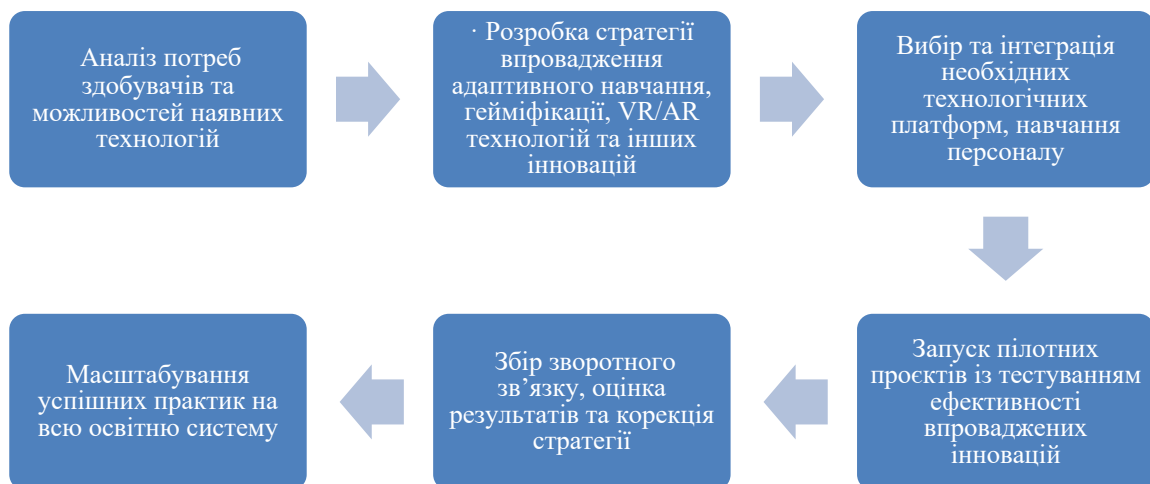 Аналіз потреб
здобувачів та
можливостей наявних
технологій
· Розробка стратегії
впровадження
адаптивного навчання,
гейміфікації, VR/AR
технологій та інших
інновацій
Вибір та інтеграція
необхідних
технологічних
платформ, навчання
персоналу
Запуск пілотних
проєктів із тестуванням
ефективності
впроваджених
інновацій
Збір зворотного
зв’язку, оцінка
результатів та корекція
стратегії
Масштабування
успішних практик на
всю освітню систему